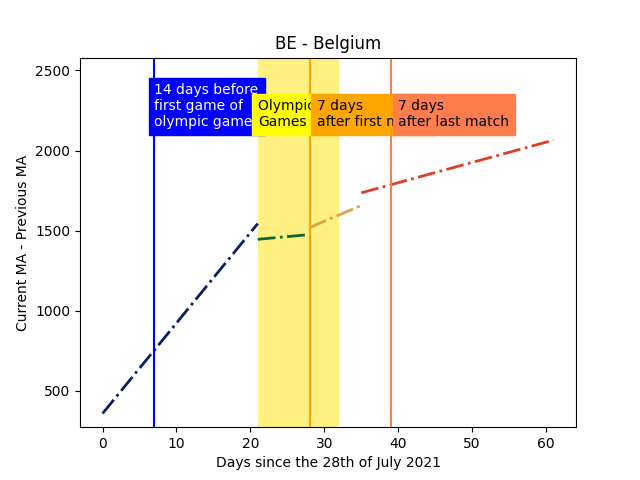 BE - Belgium
Current MA - Previous MA
2500
2000
1500
1000
500
14 days before
first game of
olympic game
Olympic
Games
7 days
after first m
7 days
after last match
0
10
20
30
40
50
60
Days since the 28th of July 2021